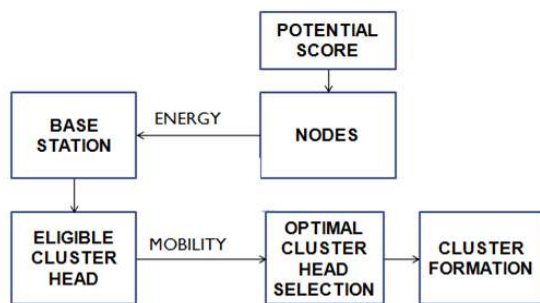 POTENTIAL
SCORE
BASE
STATION
ENERGY
NODES
ELIGIBLE
CLUSTER
HEAD
MOBILITY
OPTIMAL
CLUSTER
HEAD
SELECTION
CLUSTER
FORMATION